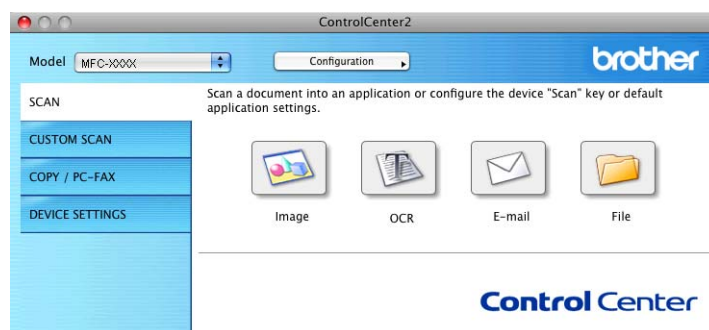 ControlCenter2
Model MFC-XXXX Configuration brother
SCAN
Scan a document into an application or configure the device "Scan" key or default
application settings.
CUSTOM SCAN
COPY / PC-FAX
DEVICE SETTINGS
Image OCR E-mail File
Control Center